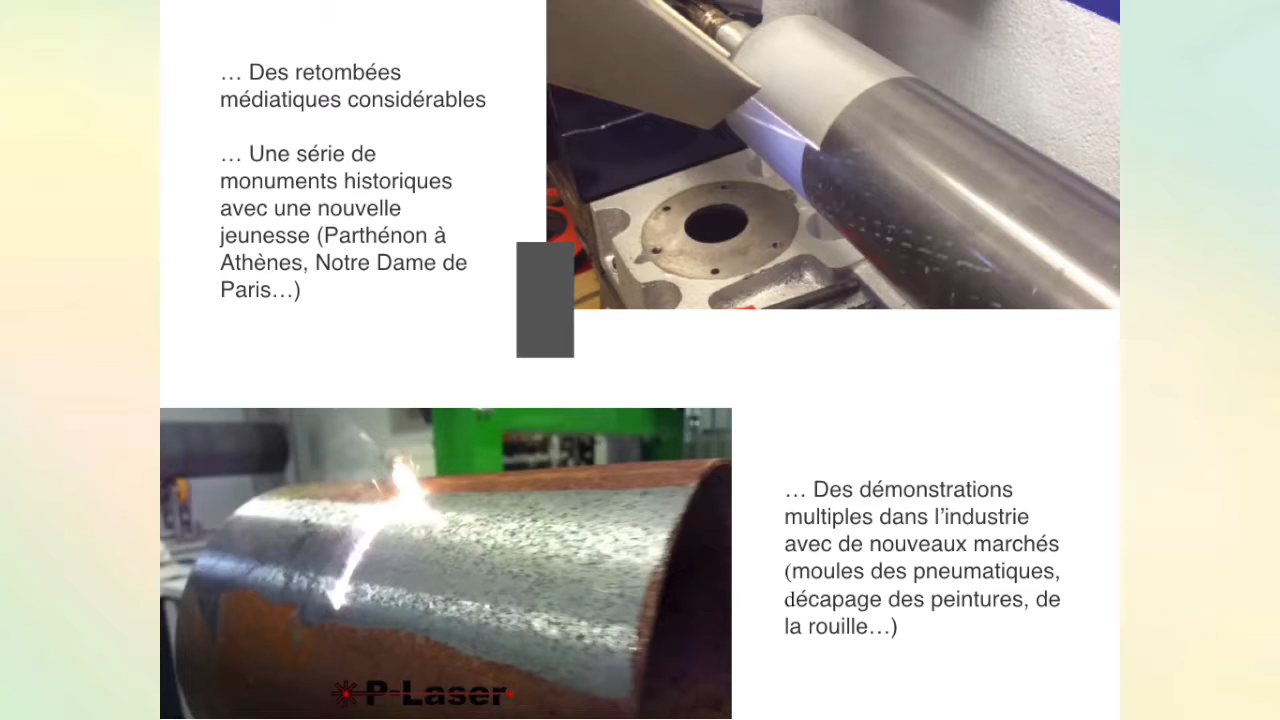 … Des retombées
médiatiques considérables
… Une série de
monuments historiques
avec une nouvelle
jeunesse (Parthénon à
Athènes, Notre Dame de
Paris…)
… Des démonstrations
multiples dans l’industrie
avec de nouveaux marchés
(moules des pneumatiques,
décapage des peintures, de
la rouille…)
P-Laser